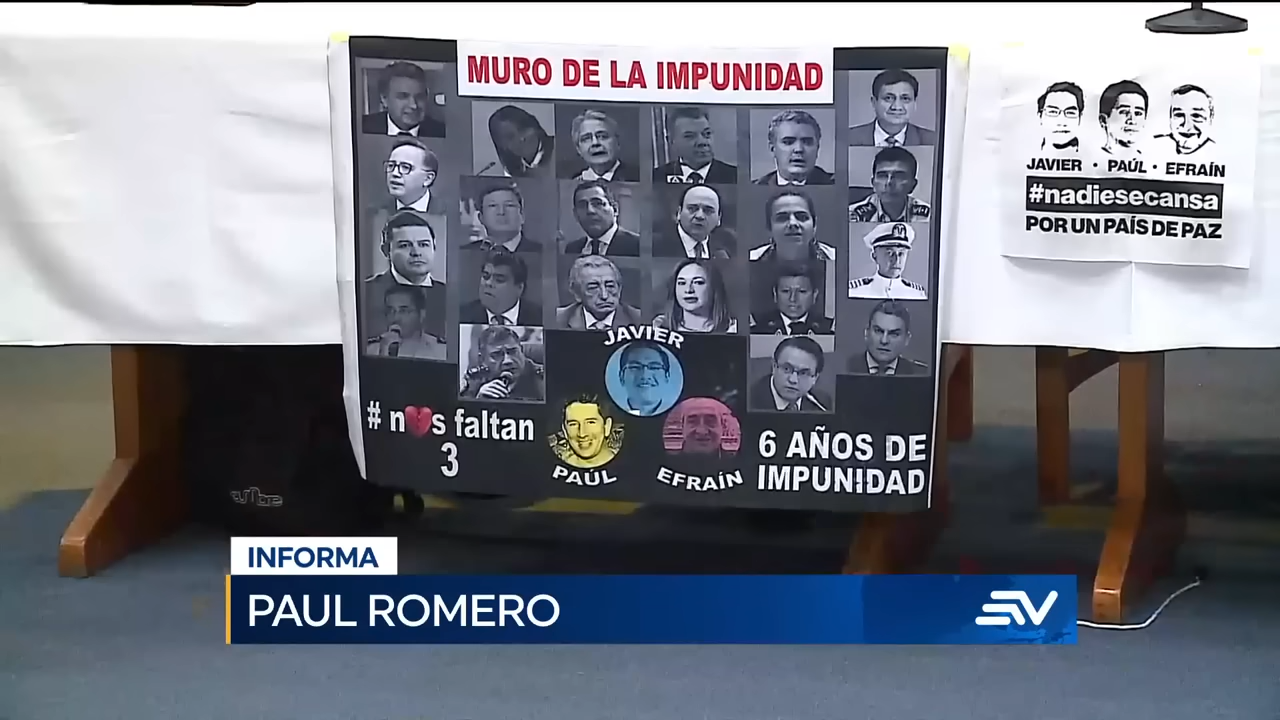 MURO DE LA IMPUNIDAD
JAVIER
PAÚL
EFRAÍN
# n💔s faltan
3
6 AÑOS DE
IMPUNIDAD
JAVIER · PAÚL · EFRAÍN
#nadiesecansa
POR UN PAÍS DE PAZ
INFORMA
PAUL ROMERO